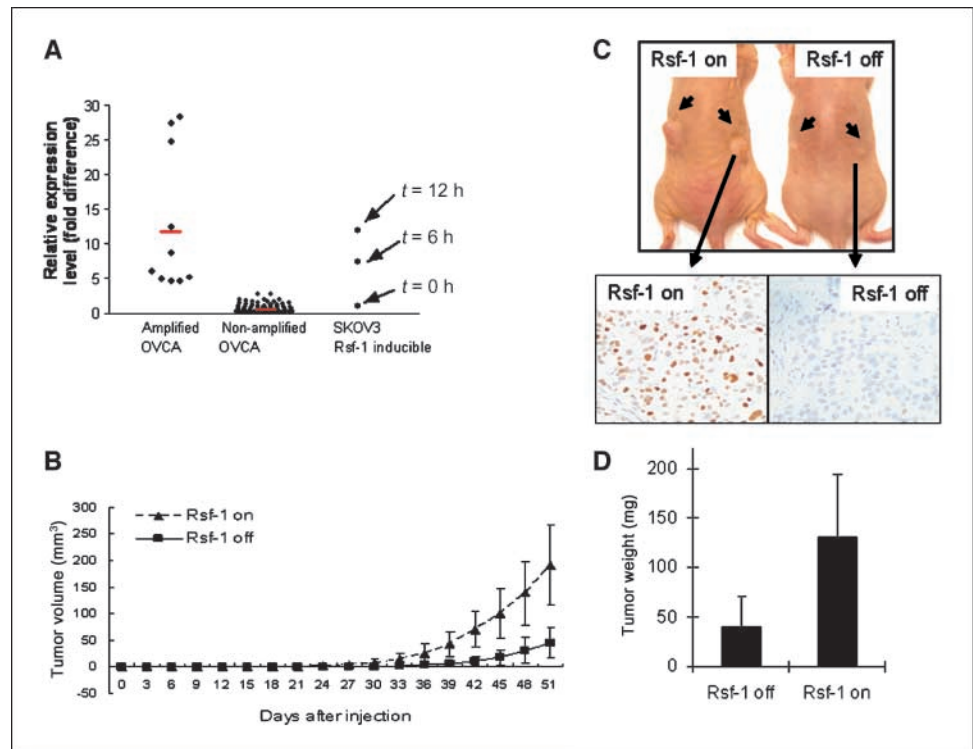 A
Relative expression
level (fold difference)
30
25
20
15
10
5
0
t = 12 h
t = 6 h
t = 0 h
Amplified
OVCA
Non-amplified
OVCA
SKOV3
Rsf-1 inducible
B
Tumor volume (mm³)
300
250
200
150
100
50
0
-50
Rsf-1 on
Rsf-1 off
0 3 6 9 12 15 18 21 24 27 30 33 36 39 42 45 48 51
Days after injection
C
Rsf-1 on
Rsf-1 off
Rsf-1 on
Rsf-1 off
D
Tumor weight (mg)
200
150
100
50
0
Rsf-1 off
Rsf-1 on